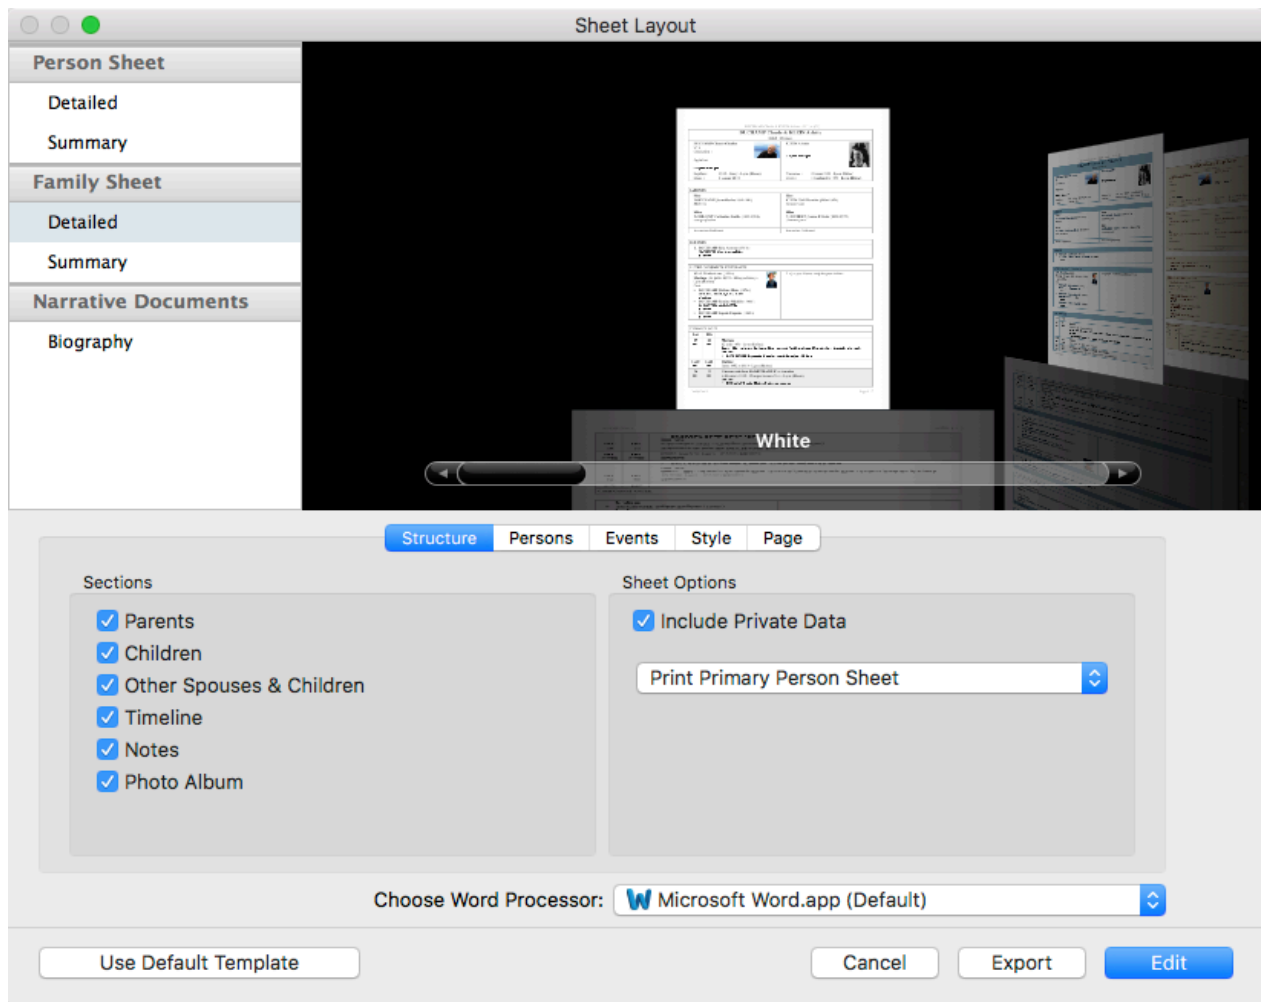 Sheet Layout
Person Sheet
Detailed
Summary
Family Sheet
Detailed
Summary
Narrative Documents
Biography
White
Structure Persons Events Style Page
Sections
Parents
Children
Other Spouses & Children
Timeline
Notes
Photo Album
Sheet Options
Include Private Data
Print Primary Person Sheet
Choose Word Processor: Microsoft Word.app (Default)
Use Default Template Cancel Export Edit